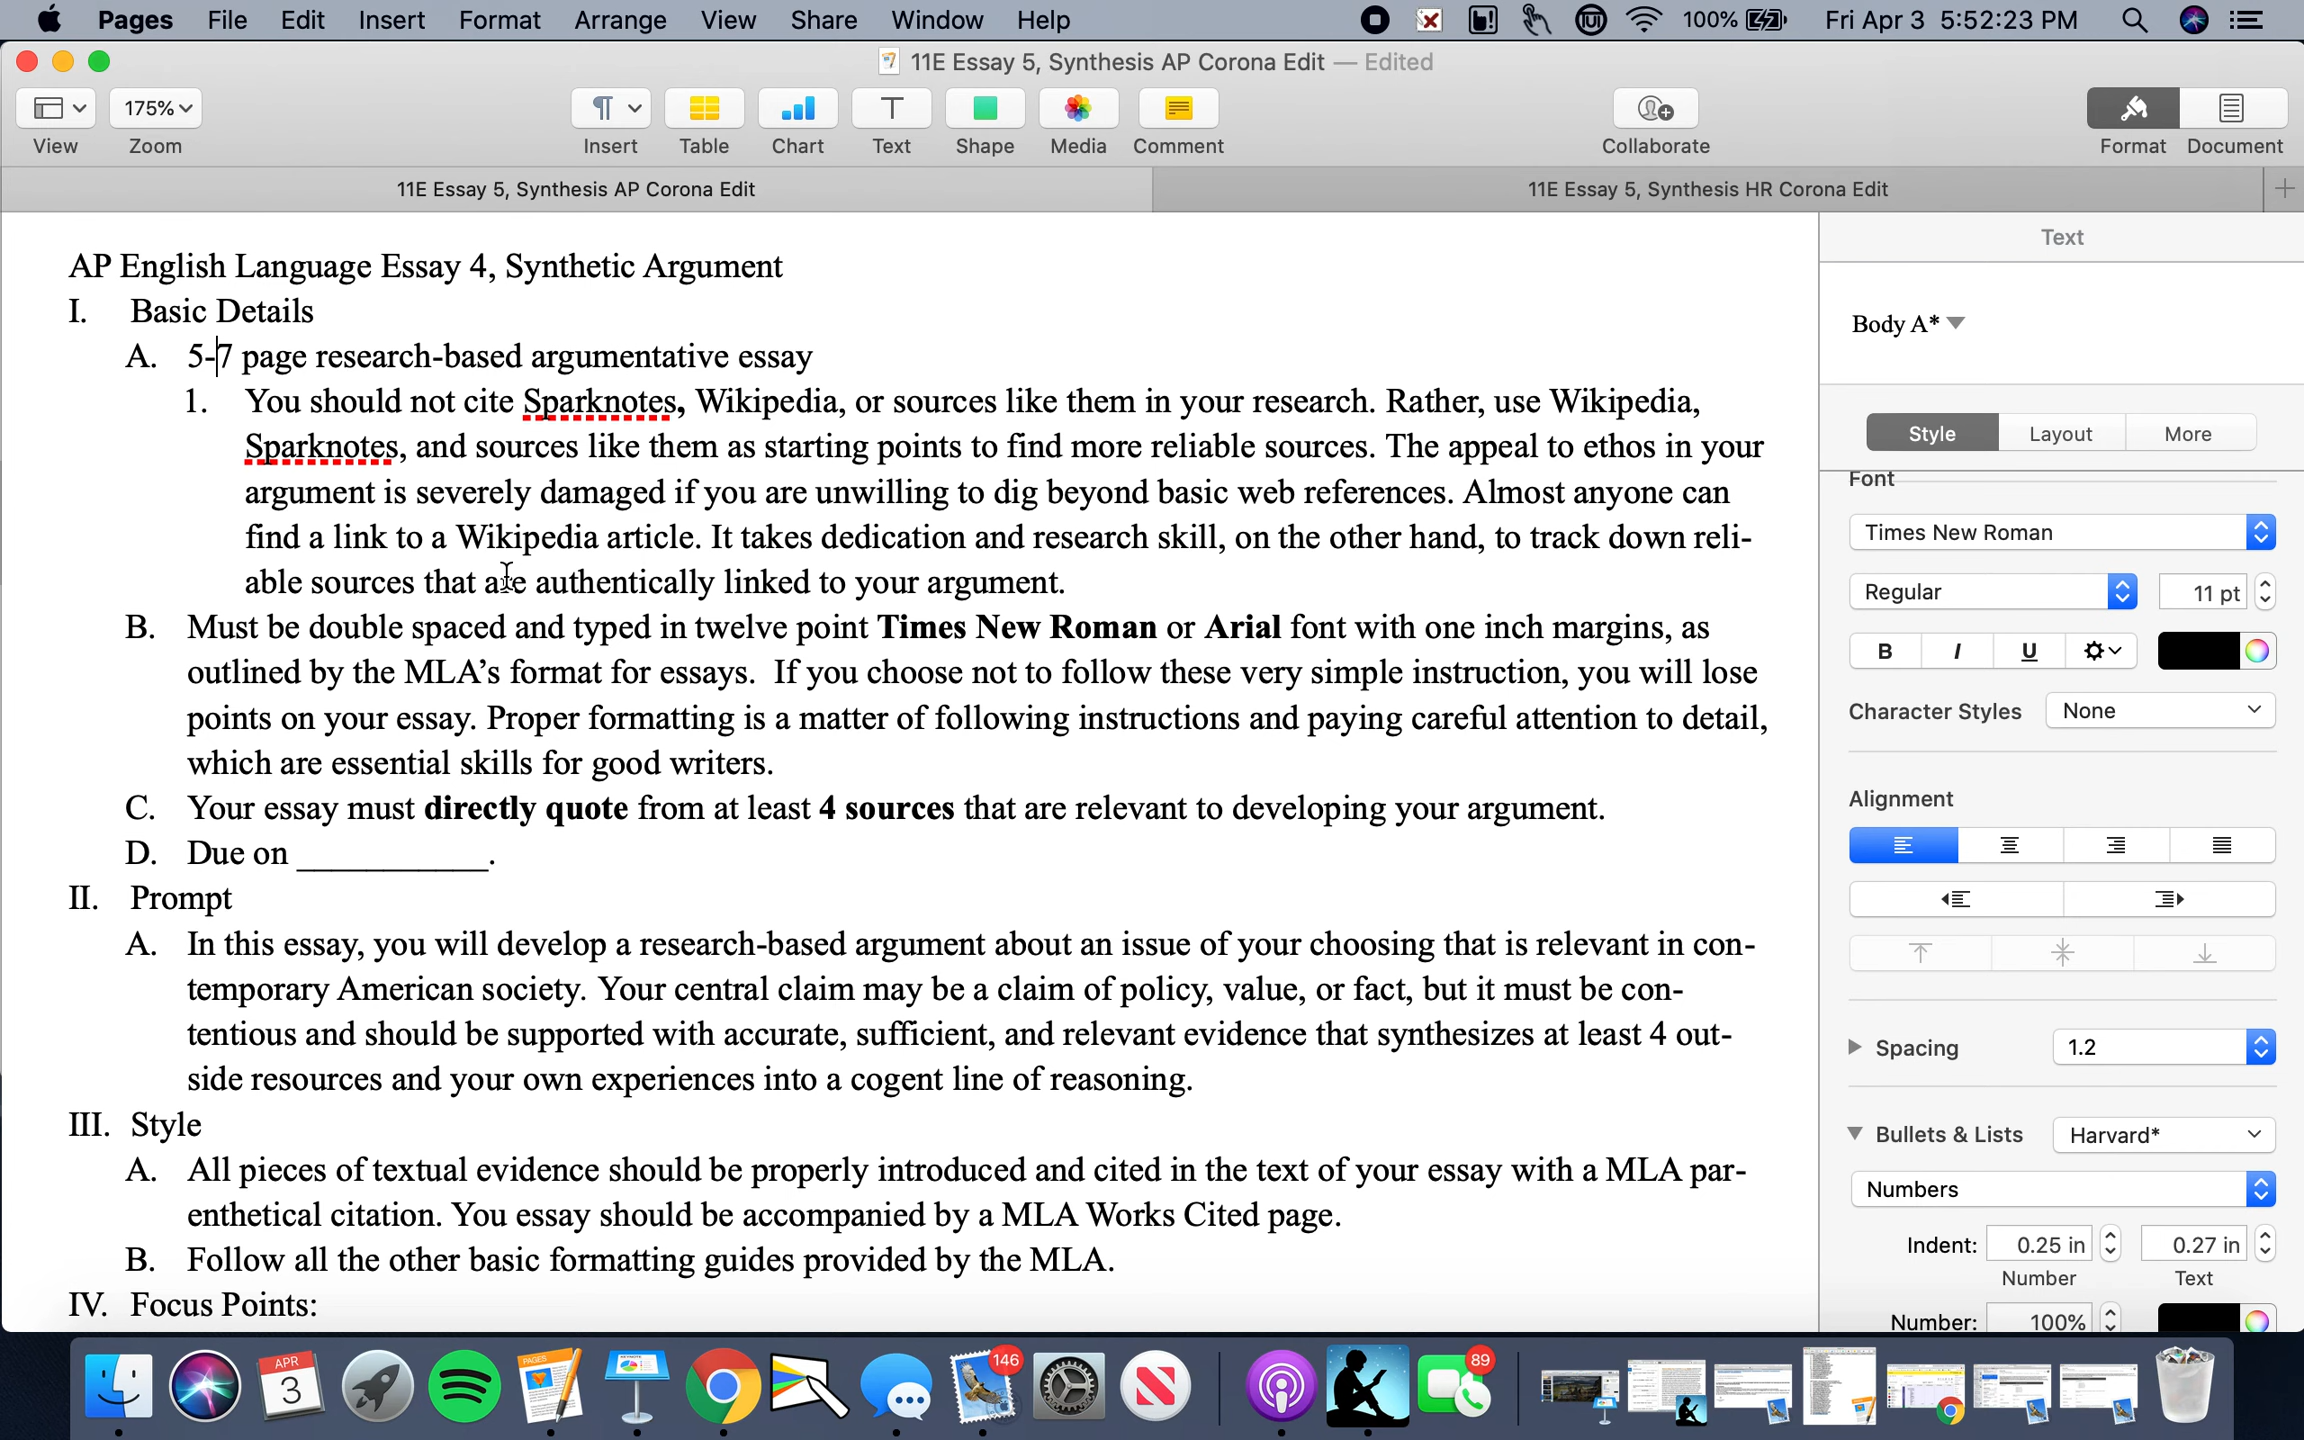 Pages File Edit Insert Format Arrange View Share Window Help 100% Fri Apr 3 5:52:23 PM
11E Essay 5, Synthesis AP Corona Edit — Edited
175%
View Zoom Insert Table Chart Text Shape Media Comment Collaborate Format Document
11E Essay 5, Synthesis AP Corona Edit 11E Essay 5, Synthesis HR Corona Edit
AP English Language Essay 4, Synthetic Argument
I. Basic Details
A. 5-7 page research-based argumentative essay
1. You should not cite Sparknotes, Wikipedia, or sources like them in your research. Rather, use Wikipedia,
Sparknotes, and sources like them as starting points to find more reliable sources. The appeal to ethos in your
argument is severely damaged if you are unwilling to dig beyond basic web references. Almost anyone can
find a link to a Wikipedia article. It takes dedication and research skill, on the other hand, to track down reli-
able sources that are authentically linked to your argument.
B. Must be double spaced and typed in twelve point Times New Roman or Arial font with one inch margins, as
outlined by the MLA’s format for essays.  If you choose not to follow these very simple instruction, you will lose
points on your essay. Proper formatting is a matter of following instructions and paying careful attention to detail,
which are essential skills for good writers.
C. Your essay must directly quote from at least 4 sources that are relevant to developing your argument.
D. Due on ___________.
II. Prompt
A. In this essay, you will develop a research-based argument about an issue of your choosing that is relevant in con-
temporary American society. Your central claim may be a claim of policy, value, or fact, but it must be con-
tentious and should be supported with accurate, sufficient, and relevant evidence that synthesizes at least 4 out-
side resources and your own experiences into a cogent line of reasoning.
III. Style
A. All pieces of textual evidence should be properly introduced and cited in the text of your essay with a MLA par-
enthetical citation. You essay should be accompanied by a MLA Works Cited page.
B. Follow all the other basic formatting guides provided by the MLA.
IV. Focus Points:
Text
Body A*
Style Layout More
Font
Times New Roman
Regular 11 pt
B I U
Character Styles None
Alignment
Spacing 1.2
Bullets & Lists Harvard*
Numbers
Indent: 0.25 in 0.27 in
Number Text
Number: 100%
APR
3
PAGES
146
89